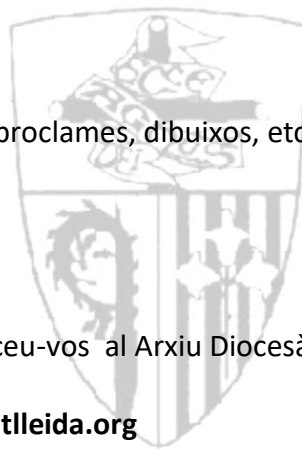 proclames, dibuixos, etc
ceu-vos al Arxiu Diocesà
tlleida.org